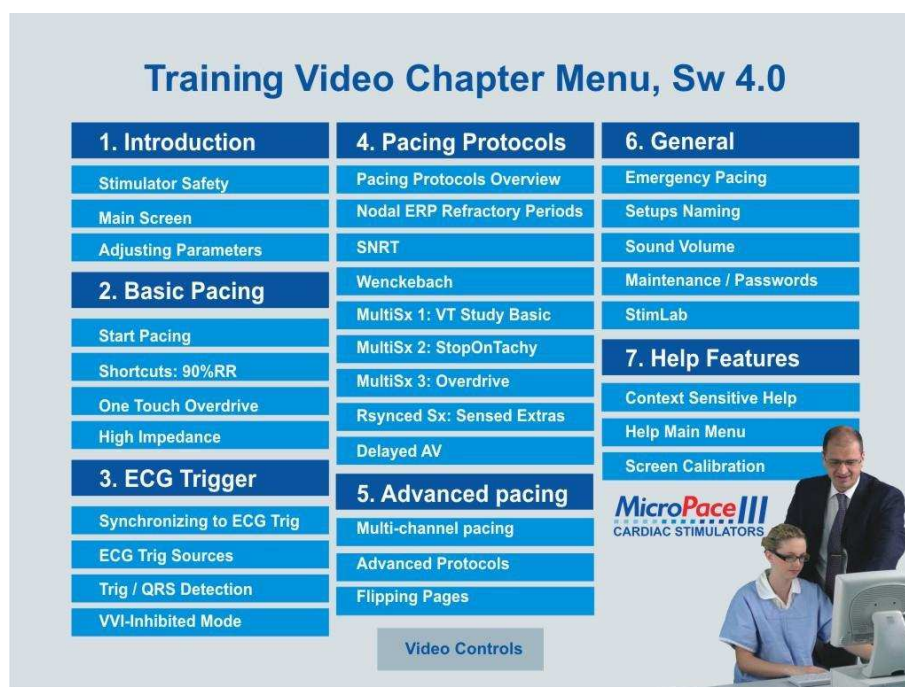 Training Video Chapter Menu, Sw 4.0
1. Introduction
Stimulator Safety
Main Screen
Adjusting Parameters
2. Basic Pacing
Start Pacing
Shortcuts: 90%RR
One Touch Overdrive
High Impedance
3. ECG Trigger
Synchronizing to ECG Trig
ECG Trig Sources
Trig / QRS Detection
VVI-Inhibited Mode
4. Pacing Protocols
Pacing Protocols Overview
Nodal ERP Refractory Periods
SNRT
Wenckebach
MultiSx 1: VT Study Basic
MultiSx 2: StopOnTachy
MultiSx 3: Overdrive
Rsynced Sx: Sensed Extras
Delayed AV
5. Advanced pacing
Multi-channel pacing
Advanced Protocols
Flipping Pages
6. General
Emergency Pacing
Setups Naming
Sound Volume
Maintenance / Passwords
StimLab
7. Help Features
Context Sensitive Help
Help Main Menu
Screen Calibration
MicroPace III
CARDIAC STIMULATORS
Video Controls